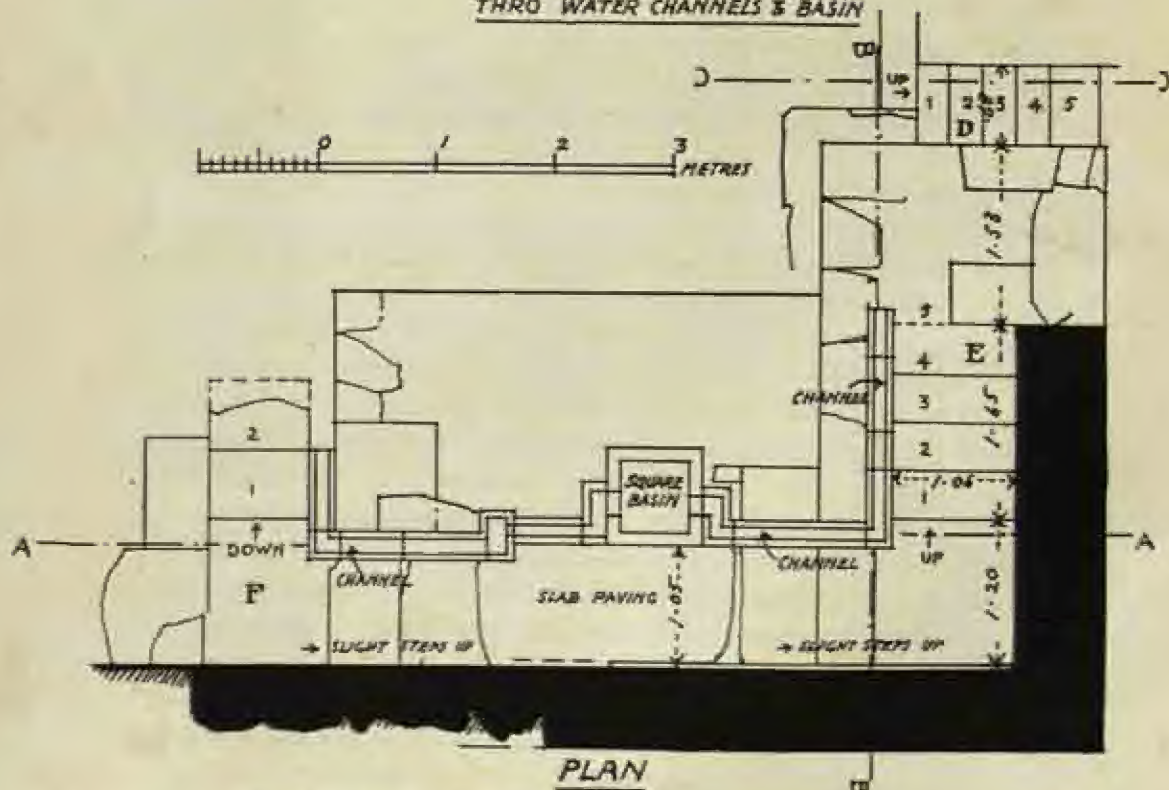 THRO WATER CHANNELS & BASIN
B
D UP 1 2 3 4 5 D
D
0 1 2 3
METRES
1·53
5
4 E
CHANNEL
3 1·65
2
2
SQUARE
BASIN
1·06
1
1
A DOWN UP A
CHANNEL CHANNEL
F SLAB PAVING 1·05 1·20
→ SLIGHT STEPS UP → SLIGHT STEPS UP
PLAN
B